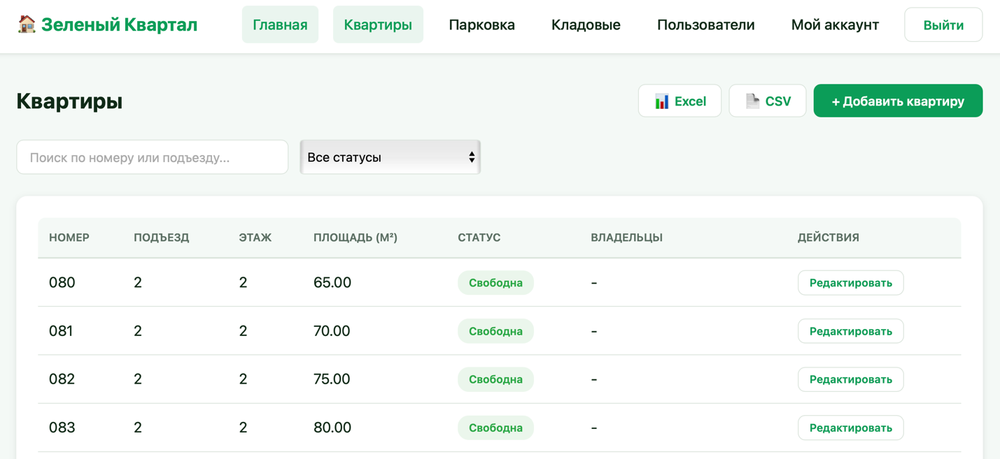 Зеленый Квартал Главная Квартиры Парковка Кладовые Пользователи Мой аккаунт Выйти
Квартиры Excel CSV + Добавить квартиру
Поиск по номеру или подъезду... Все статусы
НОМЕР ПОДЪЕЗД ЭТАЖ ПЛОЩАДЬ (М²) СТАТУС ВЛАДЕЛЬЦЫ ДЕЙСТВИЯ
080 2 2 65.00 Свободна - Редактировать
081 2 2 70.00 Свободна - Редактировать
082 2 2 75.00 Свободна - Редактировать
083 2 2 80.00 Свободна - Редактировать